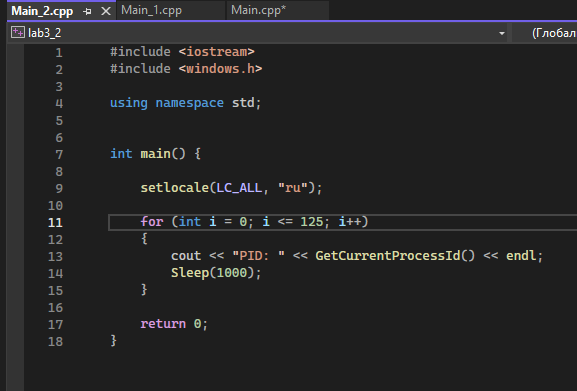 Main_2.cpp Main_1.cpp Main.cpp*
lab3_2 (Глобал
1 #include <iostream>
2 #include <windows.h>
3
4 using namespace std;
5
6
7 int main() {
8
9 setlocale(LC_ALL, "ru");
10
11 for (int i = 0; i <= 125; i++)
12 {
13 cout << "PID: " << GetCurrentProcessId() << endl;
14 Sleep(1000);
15 }
16
17 return 0;
18 }